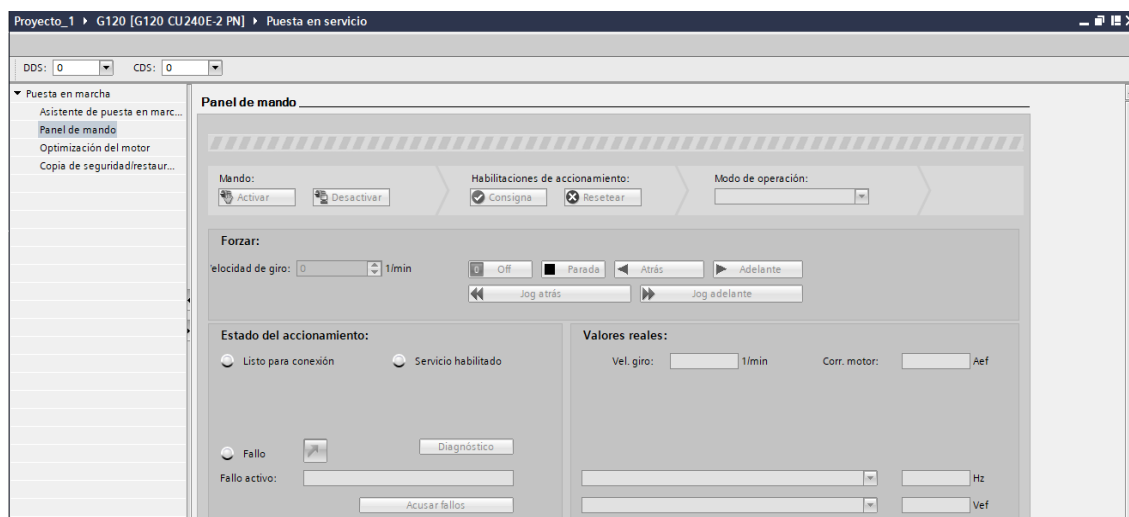 Proyecto_1 ▸ G120 [G120 CU240E-2 PN] ▸ Puesta en servicio
DDS: 0 CDS: 0
Puesta en marcha
Asistente de puesta en marc...
Panel de mando
Optimización del motor
Copia de seguridad/restaur...
Panel de mando
Mando: Habilitaciones de accionamiento: Modo de operación:
Activar Desactivar Consigna Resetear
Forzar:
'elocidad de giro: 0 1/min 0 Off Parada Atrás Adelante
Jog atrás Jog adelante
Estado del accionamiento: Valores reales:
Listo para conexión Servicio habilitado Vel. giro: 1/min Corr. motor: Aef
Fallo Diagnóstico
Fallo activo: Hz
Acusar fallos Vef